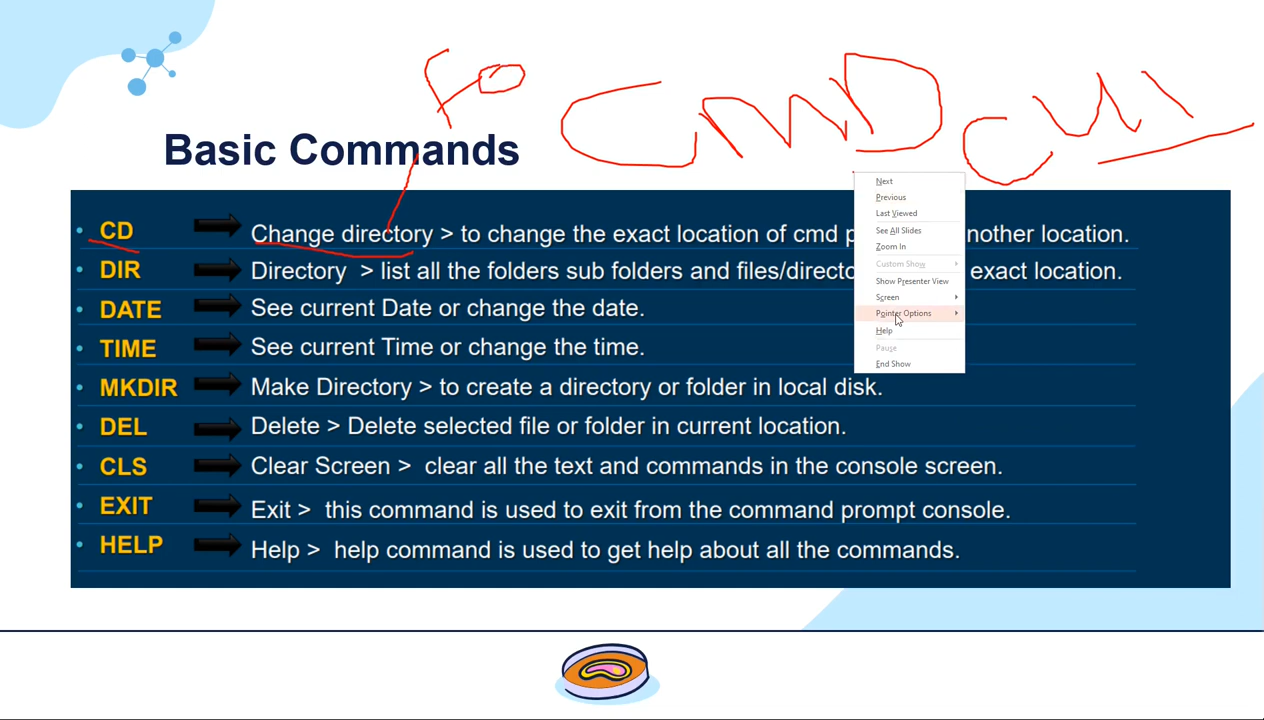 Fo
CMD CUI
Basic Commands
• CD Change directory > to change the exact location of cmd p nother location.
• DIR Directory > list all the folders sub folders and files/directo exact location.
• DATE See current Date or change the date.
• TIME See current Time or change the time.
• MKDIR Make Directory > to create a directory or folder in local disk.
• DEL Delete > Delete selected file or folder in current location.
• CLS Clear Screen > clear all the text and commands in the console screen.
• EXIT Exit > this command is used to exit from the command prompt console.
• HELP Help > help command is used to get help about all the commands.
Next
Previous
Last Viewed
See All Slides
Zoom In
Custom Show
Show Presenter View
Screen
Pointer Options
Help
Pause
End Show